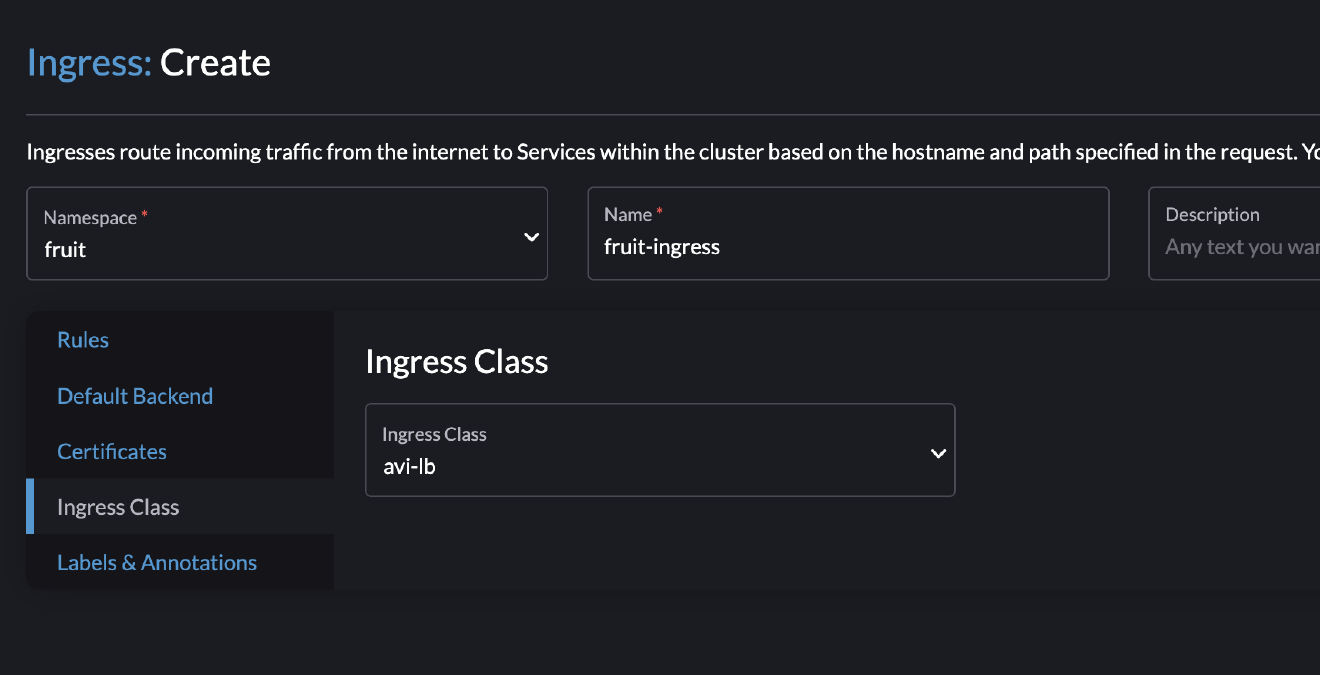 Ingress: Create
Ingresses route incoming traffic from the internet to Services within the cluster based on the hostname and path specified in the request.
Namespace *
fruit
Name *
fruit-ingress
Description
Any text you
Rules
Default Backend
Certificates
Ingress Class
Labels & Annotations
Ingress Class
Ingress Class
avi-lb